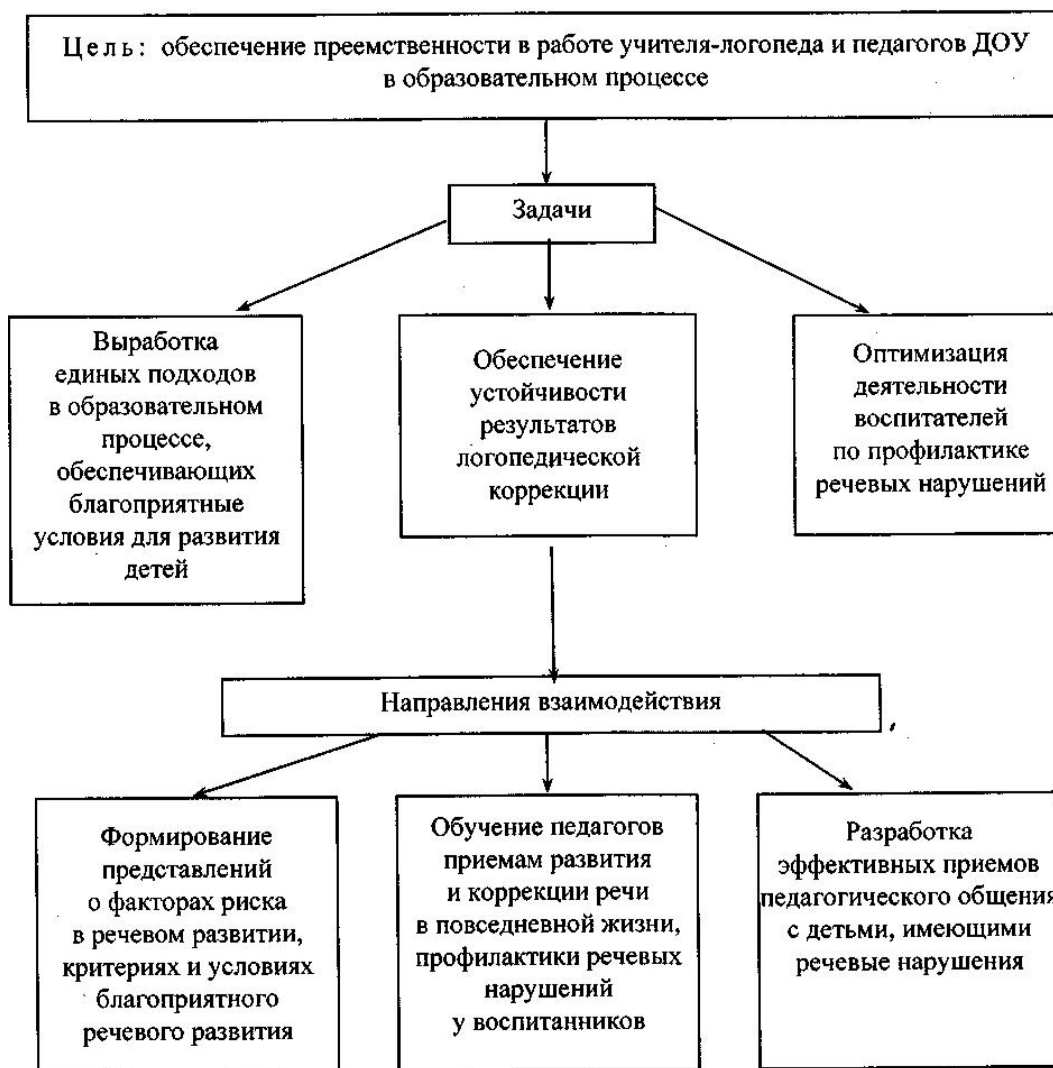 Цель: обеспечение преемственности в работе учителя-логопеда и педагогов ДОУ
в образовательном процессе
Задачи
Выработка
единых подходов
в образовательном
процессе,
обеспечивающих
благоприятные
условия для развития
детей
Обеспечение
устойчивости
результатов
логопедической
коррекции
Оптимизация
деятельности
воспитателей
по профилактике
речевых нарушений
Направления взаимодействия
Формирование
представлений
о факторах риска
в речевом развитии,
критериях и условиях
благоприятного
речевого развития
Обучение педагогов
приемам развития
и коррекции речи
в повседневной жизни,
профилактики речевых
нарушений
у воспитанников
Разработка
эффективных приемов
педагогического общения
с детьми, имеющими
речевые нарушения